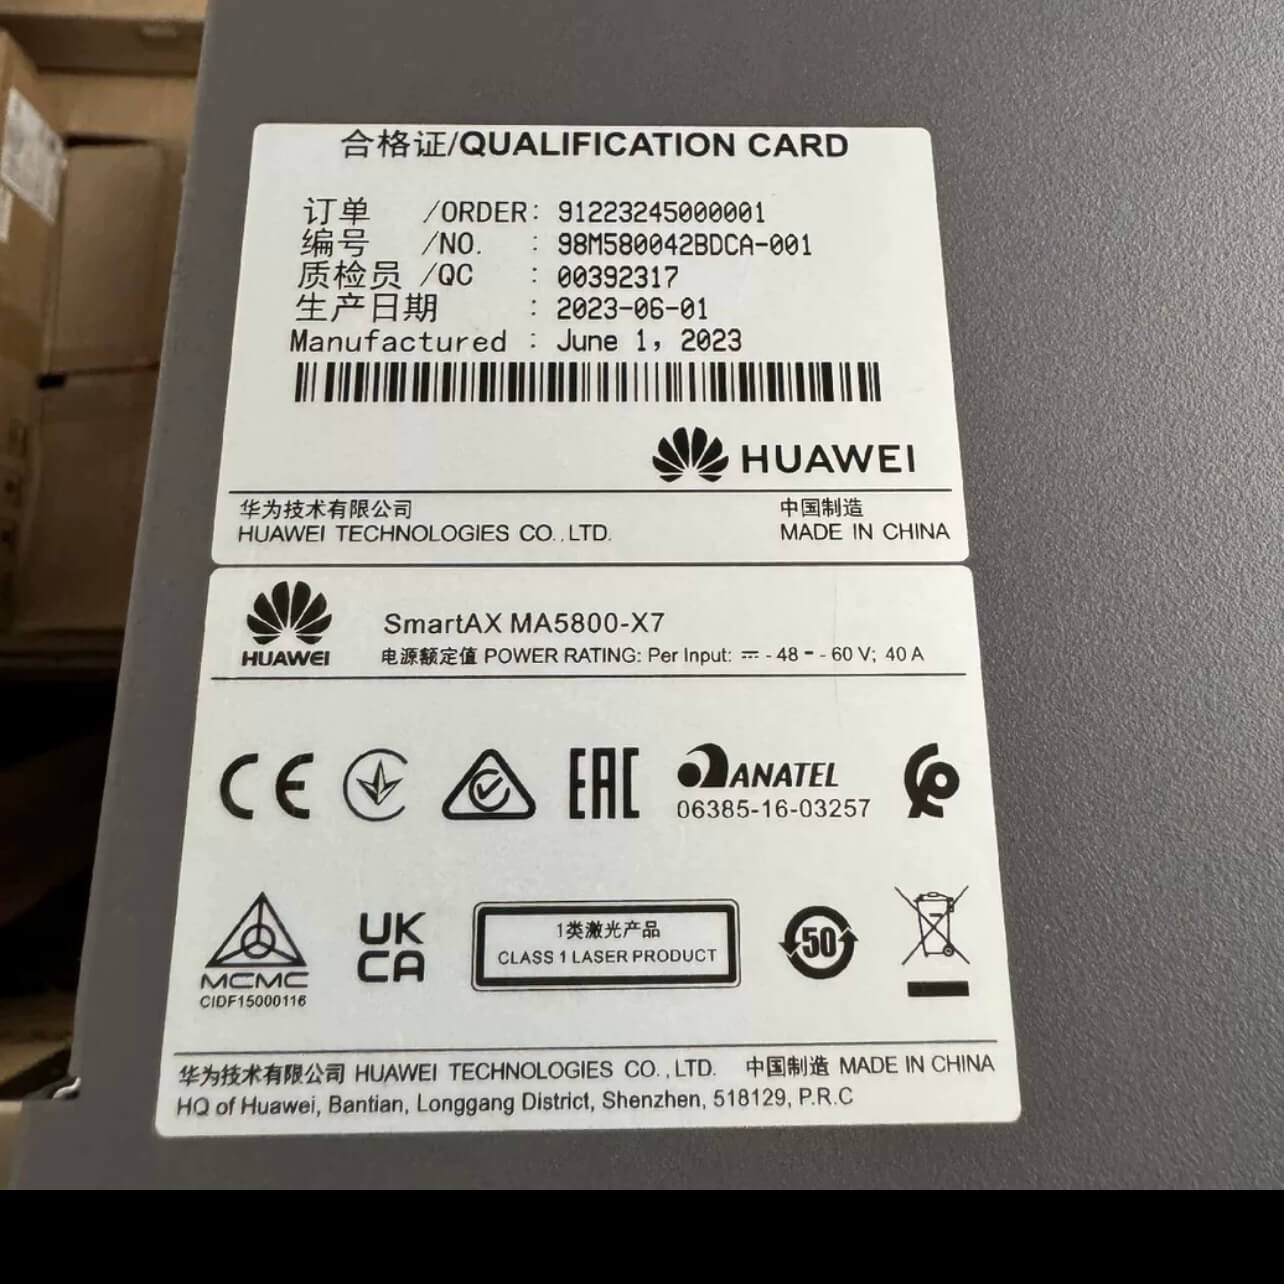 合格证/QUALIFICATION CARD
订单 /ORDER: 91223245000001
编号 /NO. : 98M580042BDCA-001
质检员 /QC : 00392317
生产日期 : 2023-06-01
Manufactured : June 1, 2023
HUAWEI
华为技术有限公司 中国制造
HUAWEI TECHNOLOGIES CO.,LTD. MADE IN CHINA
HUAWEI
SmartAX MA5800-X7
电源额定值 POWER RATING: Per Input: ⎓ - 48 - - 60 V; 40 A
CE EAC ANATEL
06385-16-03257
MCMC
CIDF15000116
UK
CA
1类激光产品
CLASS 1 LASER PRODUCT
50
华为技术有限公司 HUAWEI TECHNOLOGIES CO.,LTD. 中国制造 MADE IN CHINA
HQ of Huawei, Bantian, Longgang District, Shenzhen, 518129, P.R.C